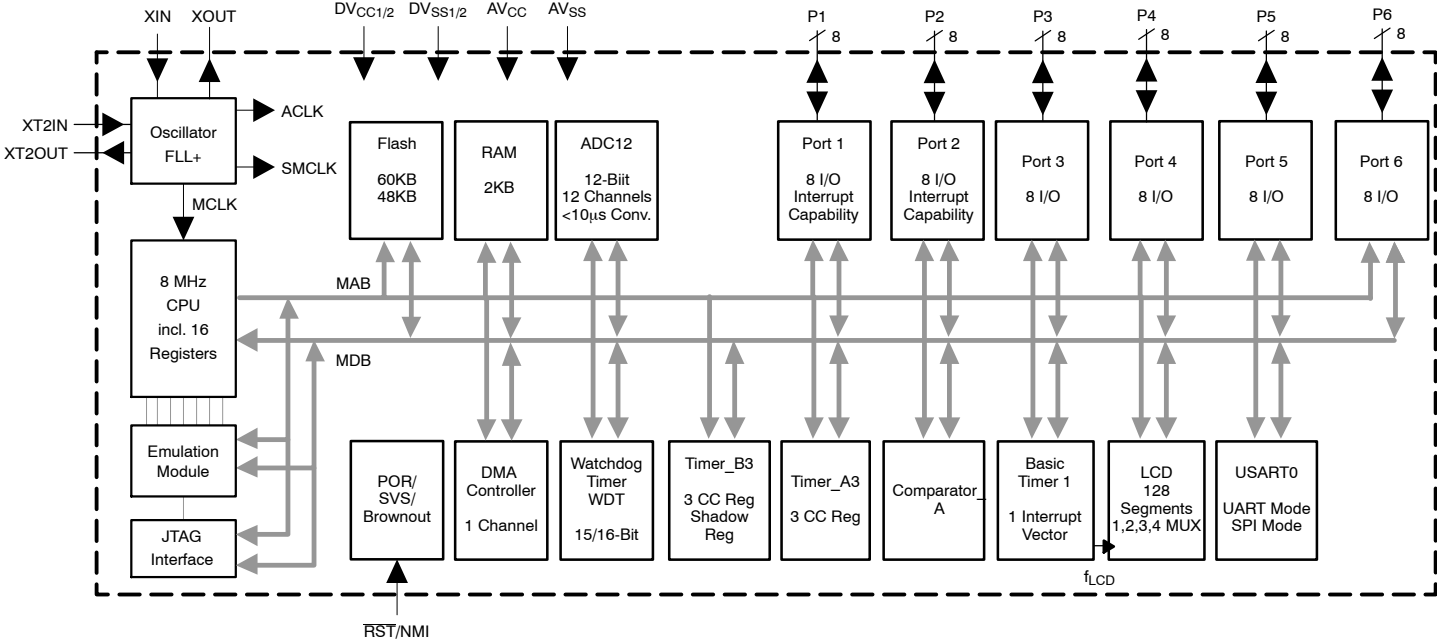 XIN
XOUT
DVCC1/2
DVSS1/2
AVCC
AVSS
P1
8
P2
8
P3
8
P4
8
P5
8
P6
8
XT2IN
XT2OUT
Oscillator
FLL+
ACLK
SMCLK
MCLK
Flash
60KB
48KB
RAM
2KB
ADC12
12-Biit
12 Channels
<10μs Conv.
Port 1
8 I/O
Interrupt
Capability
Port 2
8 I/O
Interrupt
Capability
Port 3
8 I/O
Port 4
8 I/O
Port 5
8 I/O
Port 6
8 I/O
8 MHz
CPU
incl. 16
Registers
MAB
MDB
Emulation
Module
JTAG
Interface
POR/
SVS/
Brownout
DMA
Controller
1 Channel
Watchdog
Timer
WDT
15/16-Bit
Timer_B3
3 CC Reg
Shadow
Reg
Timer_A3
3 CC Reg
Comparator_
A
Basic
Timer 1
1 Interrupt
Vector
LCD
128
Segments
1,2,3,4 MUX
USART0
UART Mode
SPI Mode
fLCD
RST/NMI